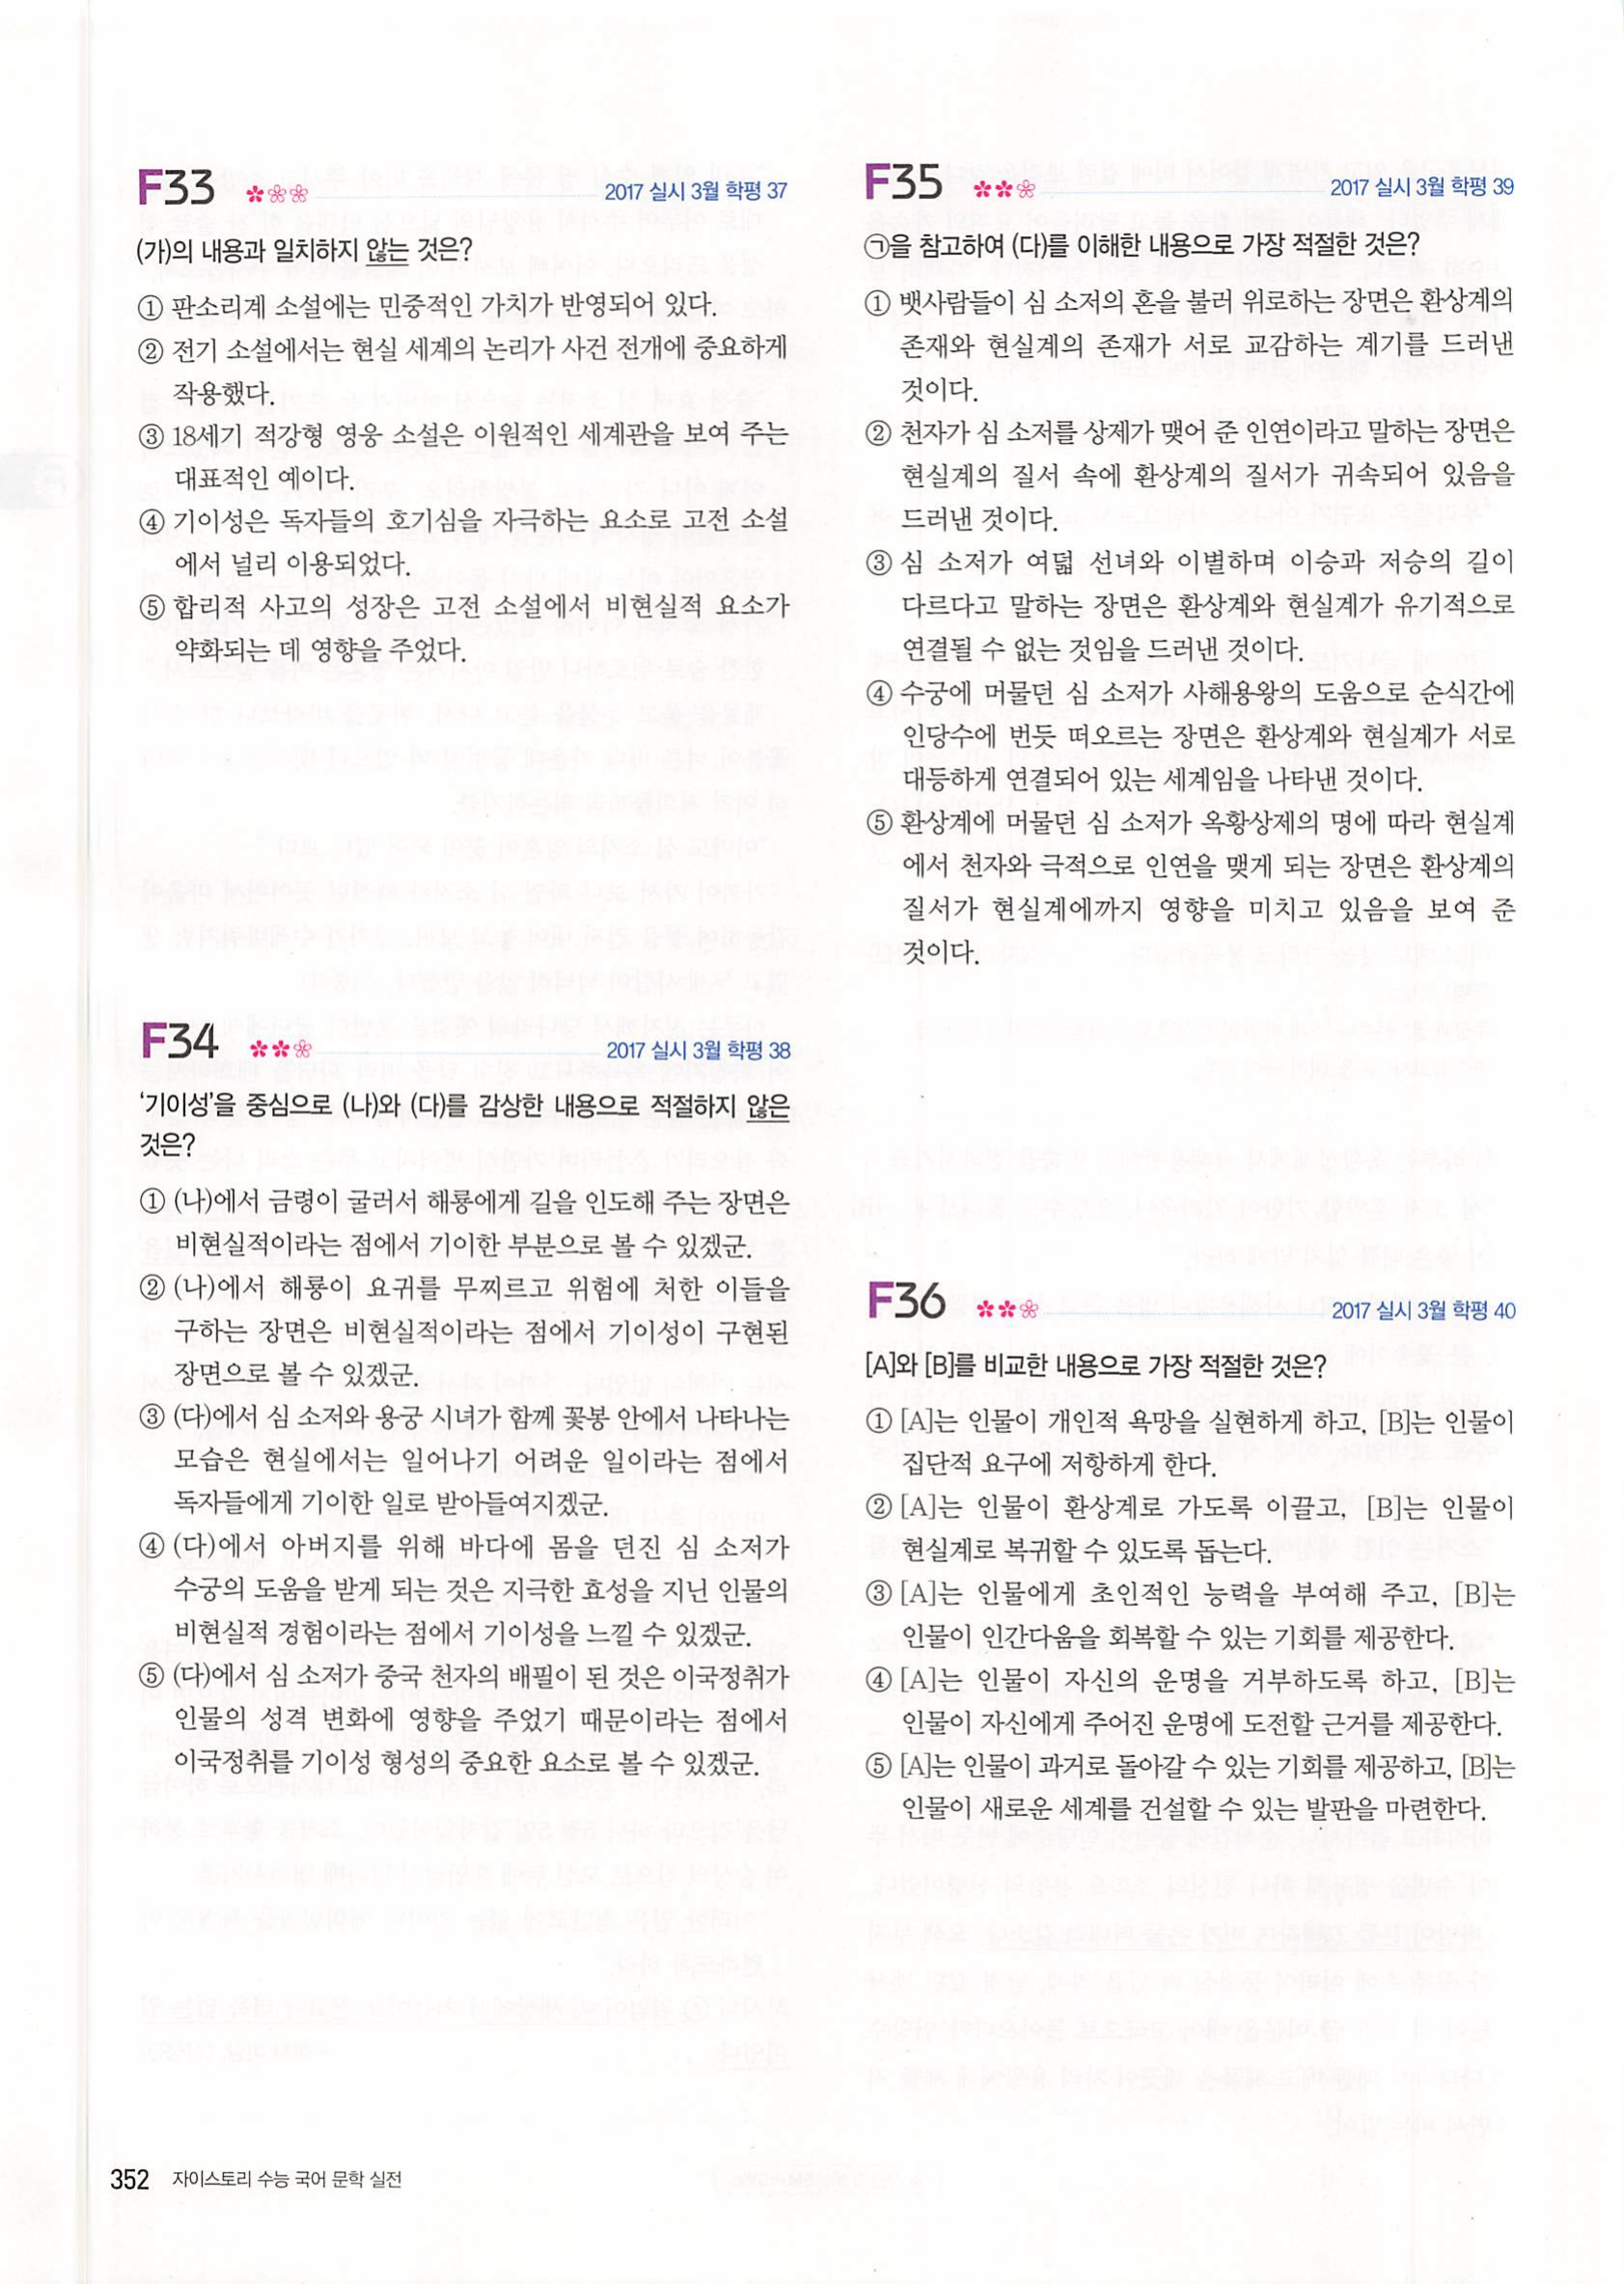 F33
2017 실시 3월 학평 37
(가)의 내용과 일치하지 않는 것은?
① 판소리계 소설에는 민중적인 가치가 반영되어 있다.
② 전기 소설에서는 현실 세계의 논리가 사건 전개에 중요하게
작용했다.
③ 18세기 적강형 영웅 소설은 이원적인 세계관을 보여 주는
대표적인 예이다.
④ 기이성은 독자들의 호기심을 자극하는 요소로 고전 소설
에서 널리 이용되었다.
⑤ 합리적 사고의 성장은 고전 소설에서 비현실적 요소가
약화되는 데 영향을 주었다.
F34
2017 실시 3월 학평 38
‘기이성’을 중심으로 (나)와 (다)를 감상한 내용으로 적절하지 않은
것은?
① (나)에서 금령이 굴러서 해룡에게 길을 인도해 주는 장면은
비현실적이라는 점에서 기이한 부분으로 볼 수 있겠군.
② (나)에서 해룡이 요귀를 무찌르고 위험에 처한 이들을
구하는 장면은 비현실적이라는 점에서 기이성이 구현된
장면으로 볼 수 있겠군.
③ (다)에서 심 소저와 용궁 시녀가 함께 꽃봉 안에서 나타나는
모습은 현실에서는 일어나기 어려운 일이라는 점에서
독자들에게 기이한 일로 받아들여지겠군.
④ (다)에서 아버지를 위해 바다에 몸을 던진 심 소저가
수궁의 도움을 받게 되는 것은 지극한 효성을 지닌 인물의
비현실적 경험이라는 점에서 기이성을 느낄 수 있겠군.
⑤ (다)에서 심 소저가 중국 천자의 배필이 된 것은 이국정취가
인물의 성격 변화에 영향을 주었기 때문이라는 점에서
이국정취를 기이성 형성의 중요한 요소로 볼 수 있겠군.
F35
2017 실시 3월 학평 39
㉠을 참고하여 (다)를 이해한 내용으로 가장 적절한 것은?
① 뱃사람들이 심 소저의 혼을 불러 위로하는 장면은 환상계의
존재와 현실계의 존재가 서로 교감하는 계기를 드러낸
것이다.
② 천자가 심 소저를 상제가 맺어 준 인연이라고 말하는 장면은
현실계의 질서 속에 환상계의 질서가 귀속되어 있음을
드러낸 것이다.
③ 심 소저가 여덟 선녀와 이별하며 이승과 저승의 길이
다르다고 말하는 장면은 환상계와 현실계가 유기적으로
연결될 수 없는 것임을 드러낸 것이다.
④ 수궁에 머물던 심 소저가 사해용왕의 도움으로 순식간에
인당수에 번듯 떠오르는 장면은 환상계와 현실계가 서로
대등하게 연결되어 있는 세계임을 나타낸 것이다.
⑤ 환상계에 머물던 심 소저가 옥황상제의 명에 따라 현실계
에서 천자와 극적으로 인연을 맺게 되는 장면은 환상계의
질서가 현실계에까지 영향을 미치고 있음을 보여 준
것이다.
F36
2017 실시 3월 학평 40
[A]와 [B]를 비교한 내용으로 가장 적절한 것은?
① [A]는 인물이 개인적 욕망을 실현하게 하고, [B]는 인물이
집단적 요구에 저항하게 한다.
② [A]는 인물이 환상계로 가도록 이끌고, [B]는 인물이
현실계로 복귀할 수 있도록 돕는다.
③ [A]는 인물에게 초인적인 능력을 부여해 주고, [B]는
인물이 인간다움을 회복할 수 있는 기회를 제공한다.
④ [A]는 인물이 자신의 운명을 거부하도록 하고, [B]는
인물이 자신에게 주어진 운명에 도전할 근거를 제공한다.
⑤ [A]는 인물이 과거로 돌아갈 수 있는 기회를 제공하고, [B]는
인물이 새로운 세계를 건설할 수 있는 발판을 마련한다.
352 자이스토리 수능 국어 문학 실전